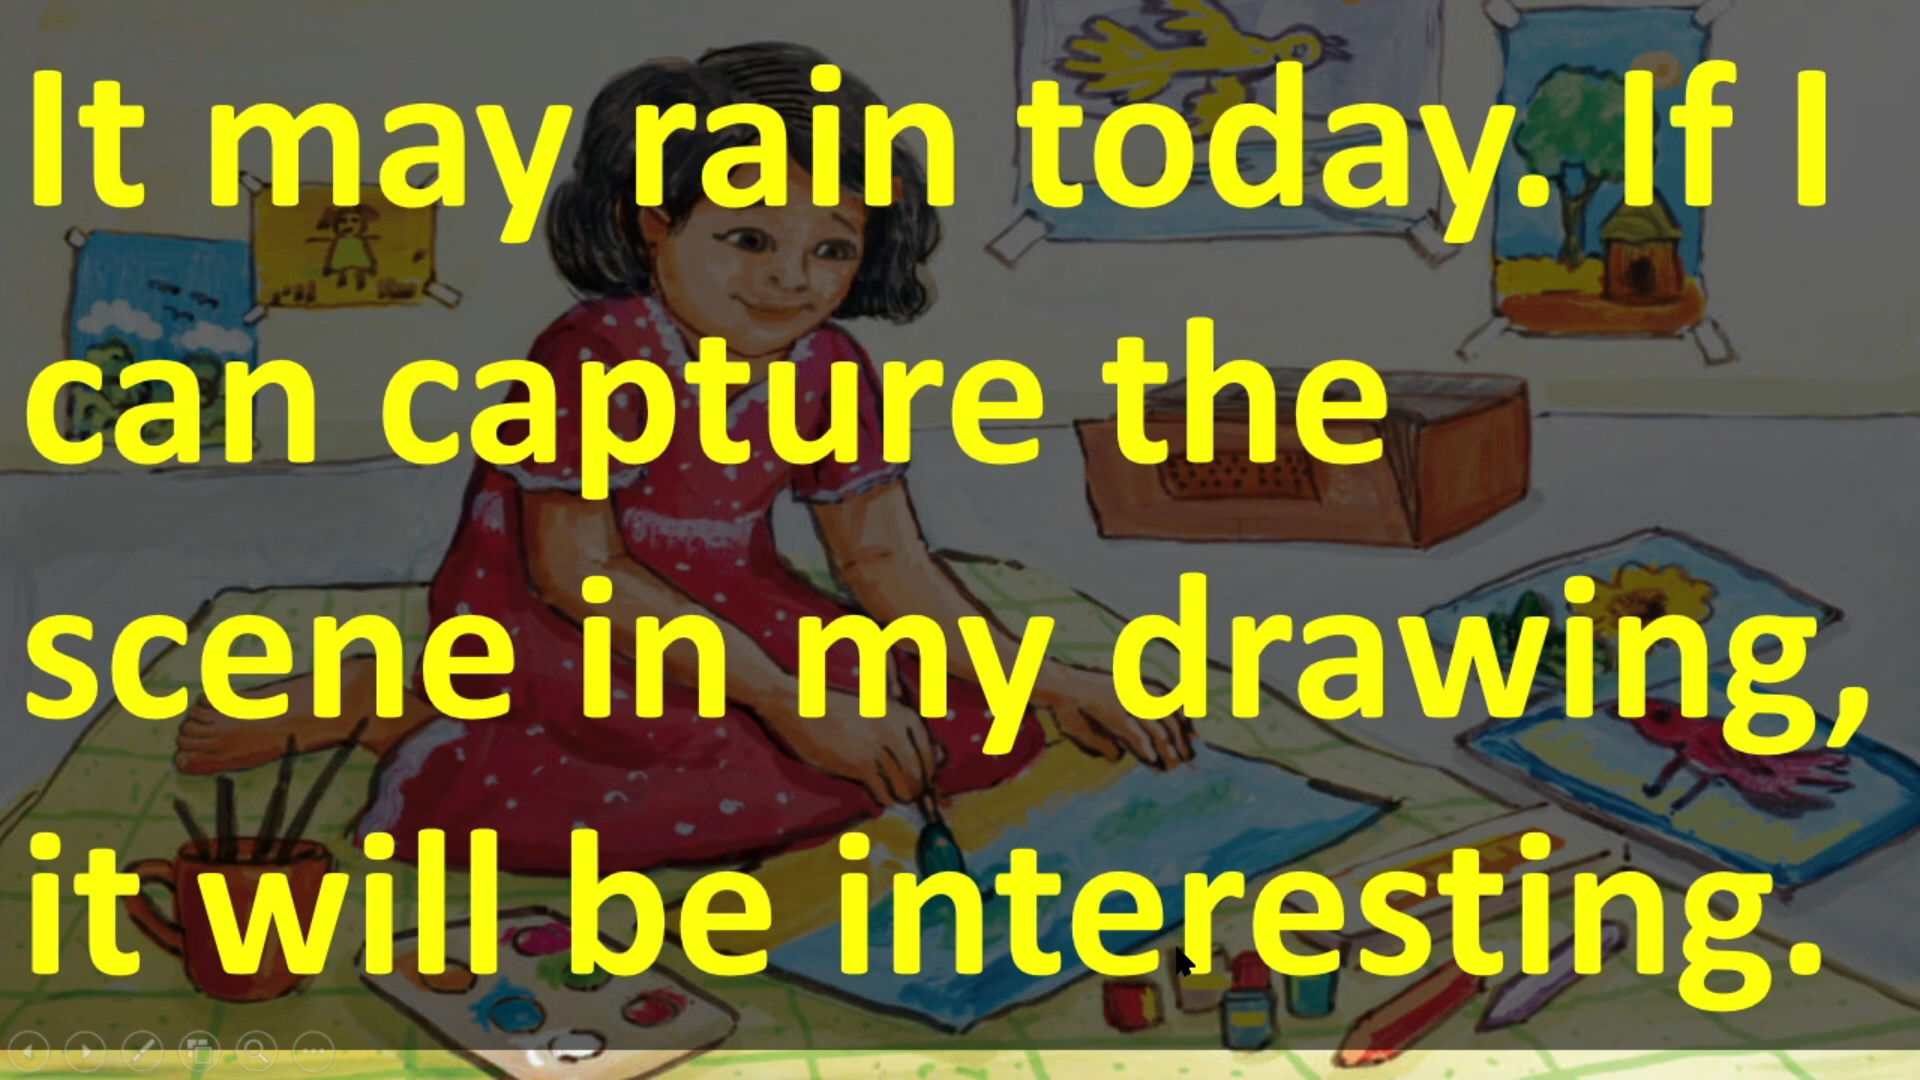 It may rain today. If I
can capture the
scene in my drawing,
it will be interesting.